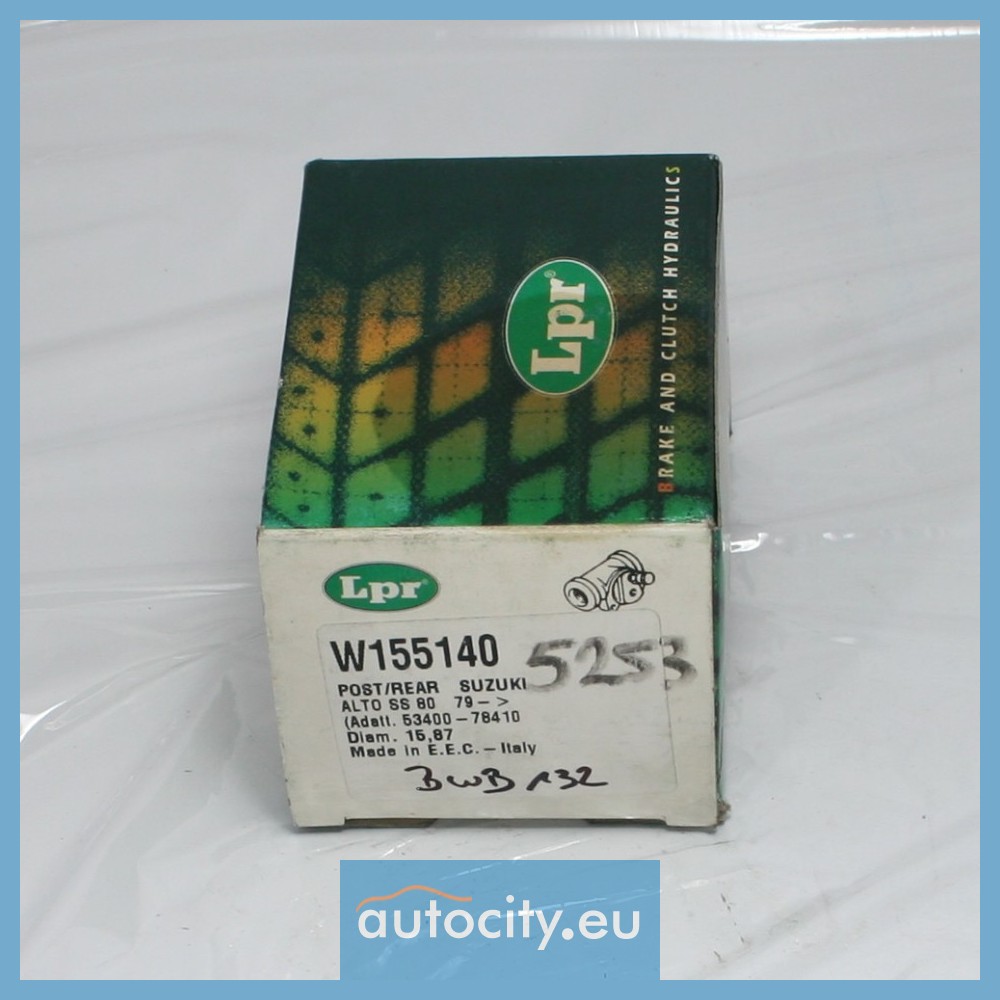 BRAKE AND CLUTCH HYDRAULICS
Lpr®
Lpr®
W155140
5253
POST/REAR SUZUKI
ALTO SS 80 79->
(Adatt. 53400-78410
Diam. 15,87
Made in E.E.C. - Italy
BWB 132
autocity.eu